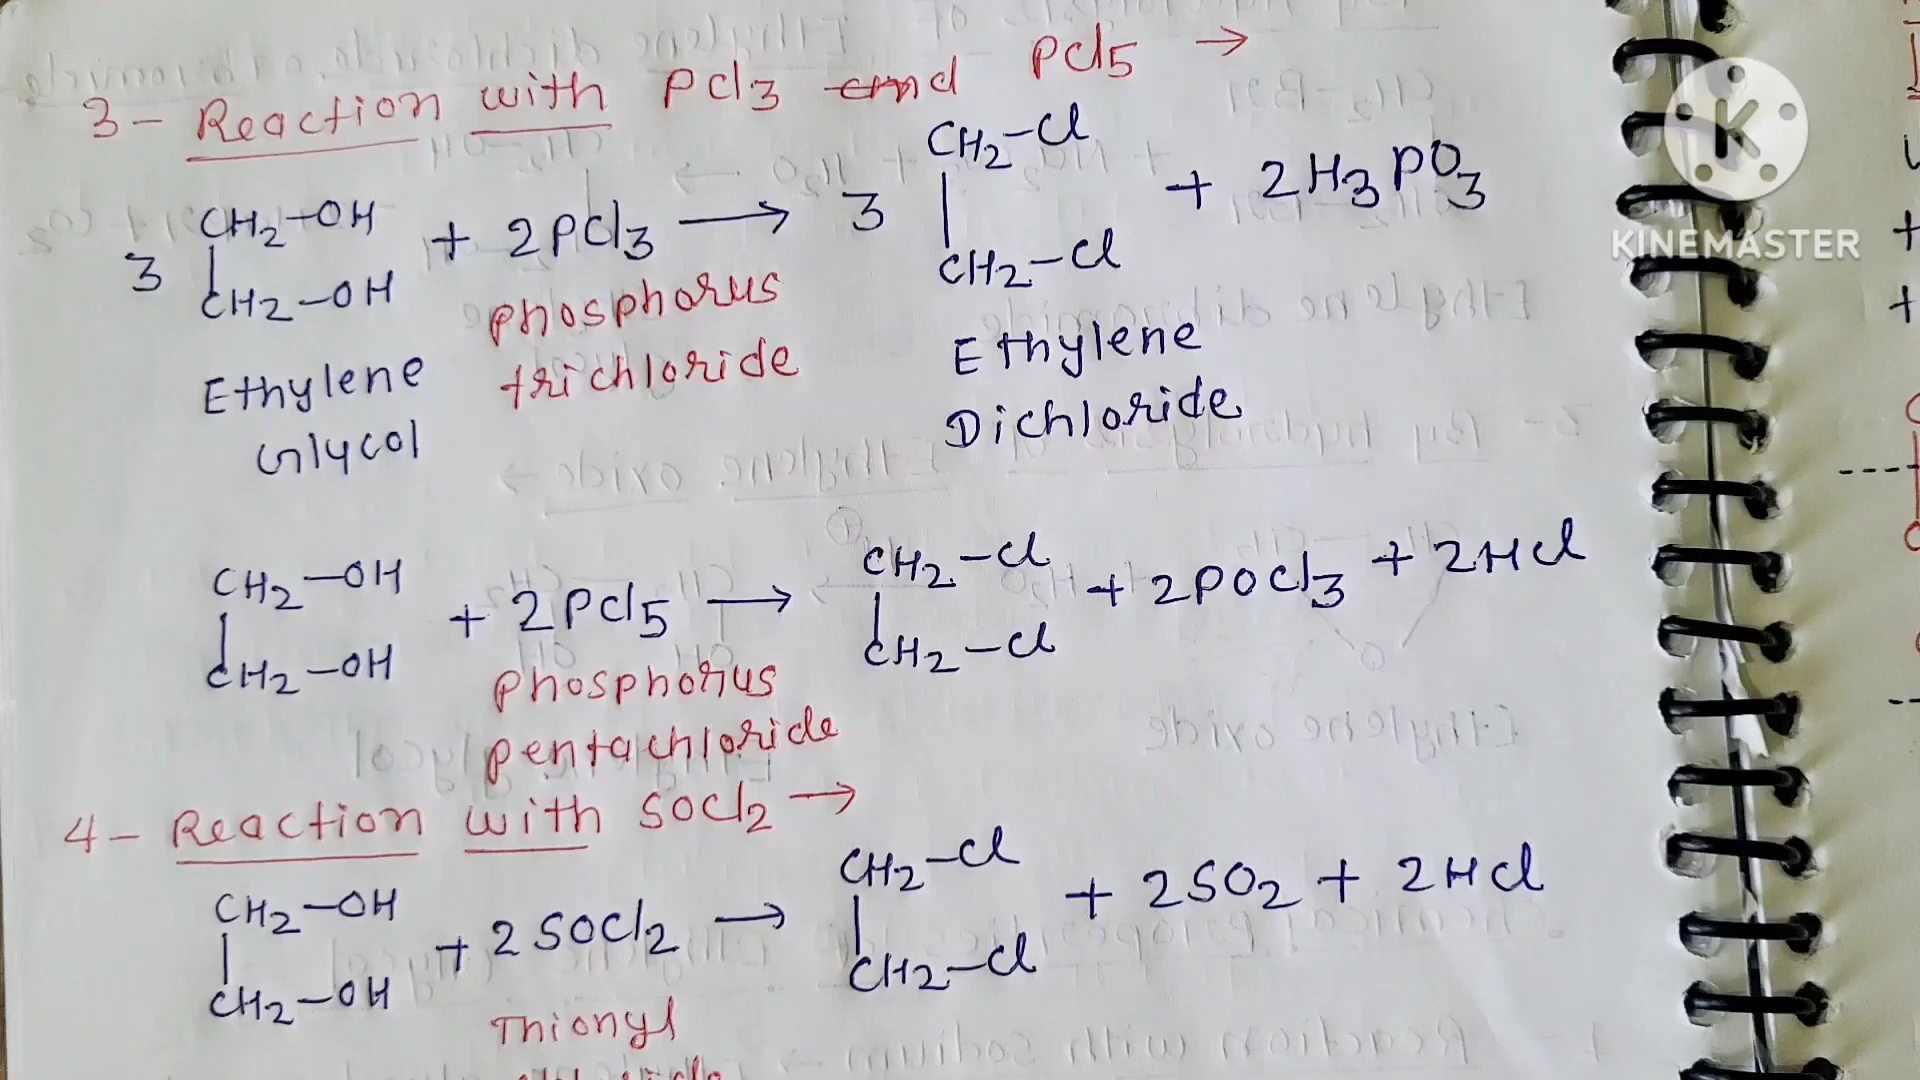 3- Reaction with PCl3 and PCl5 →
3 CH2-OH CH2-OH + 2PCl3 → 3 CH2-Cl CH2-Cl + 2H3PO3
Ethylene Glycol
phosphorus trichloride
Ethylene Dichloride
CH2-OH CH2-OH + 2PCl5 → CH2-Cl CH2-Cl + 2POCl3 + 2HCl
phosphorus pentachloride
4- Reaction with SOCl2 →
CH2-OH CH2-OH + 2SOCl2 → CH2-Cl CH2-Cl + 2SO2 + 2HCl
Thionyl
K
KINEMASTER